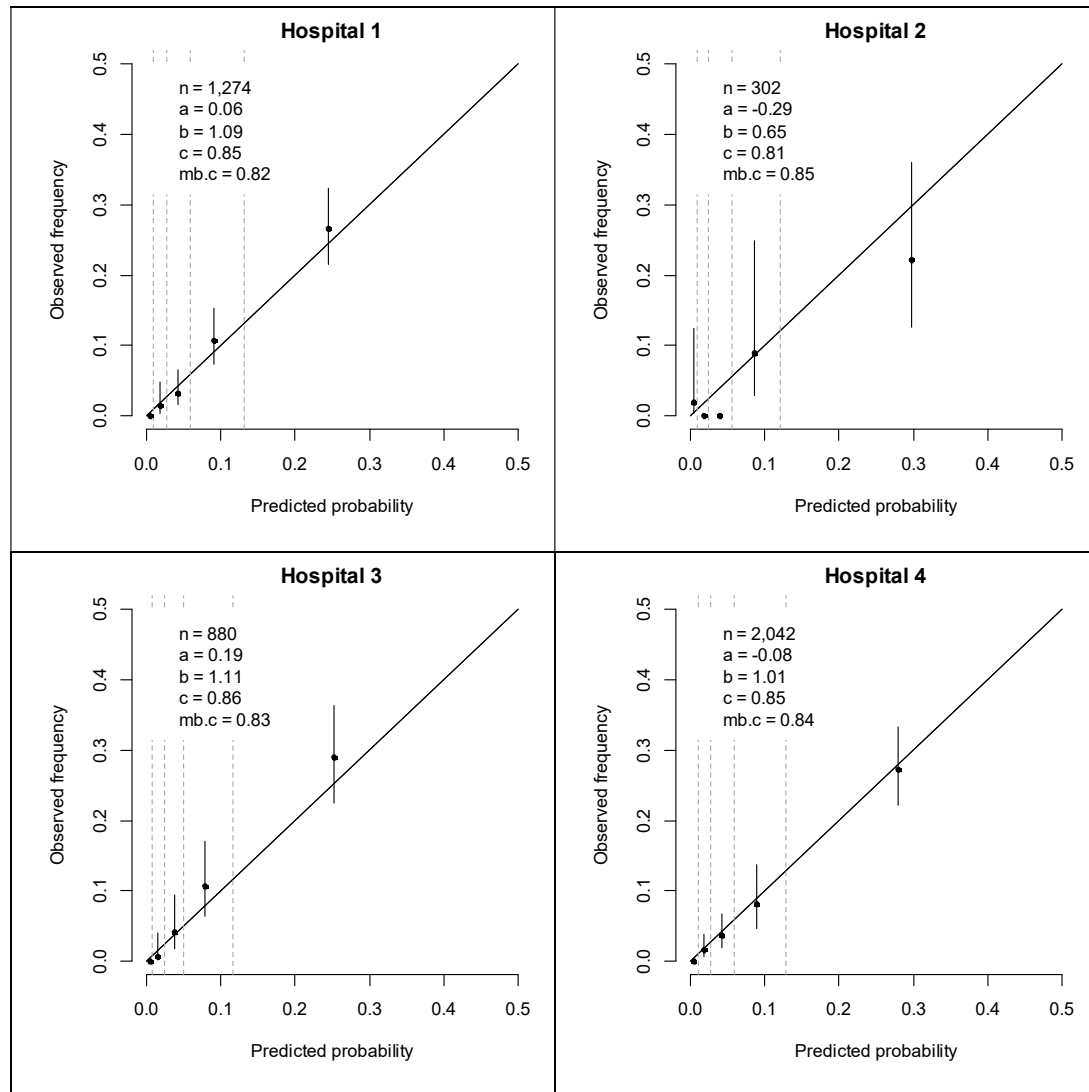 Hospital 1
n = 1,274
a = 0.06
b = 1.09
c = 0.85
mb.c = 0.82
Observed frequency
0.5
0.4
0.3
0.2
0.1
0.0
0.0 0.1 0.2 0.3 0.4 0.5
Predicted probability
Hospital 2
n = 302
a = -0.29
b = 0.65
c = 0.81
mb.c = 0.85
Observed frequency
0.5
0.4
0.3
0.2
0.1
0.0
0.0 0.1 0.2 0.3 0.4 0.5
Predicted probability
Hospital 3
n = 880
a = 0.19
b = 1.11
c = 0.86
mb.c = 0.83
Observed frequency
0.5
0.4
0.3
0.2
0.1
0.0
0.0 0.1 0.2 0.3 0.4 0.5
Predicted probability
Hospital 4
n = 2,042
a = -0.08
b = 1.01
c = 0.85
mb.c = 0.84
Observed frequency
0.5
0.4
0.3
0.2
0.1
0.0
0.0 0.1 0.2 0.3 0.4 0.5
Predicted probability